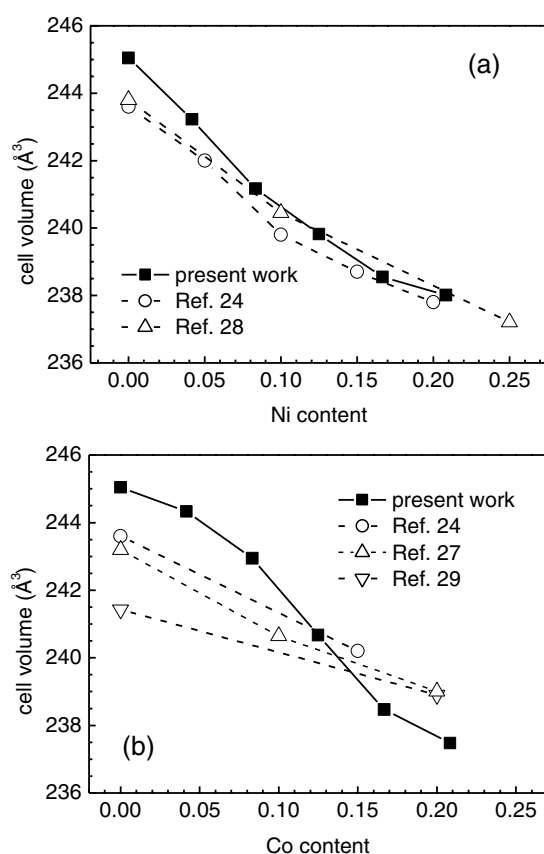 246
(a)
244
242
240
238
236
cell volume (Å³)
present work
Ref. 24
Ref. 28
0.00 0.05 0.10 0.15 0.20 0.25
Ni content
246
244
242
240
238
236
cell volume (Å³)
present work
Ref. 24
Ref. 27
Ref. 29
(b)
0.00 0.05 0.10 0.15 0.20 0.25
Co content